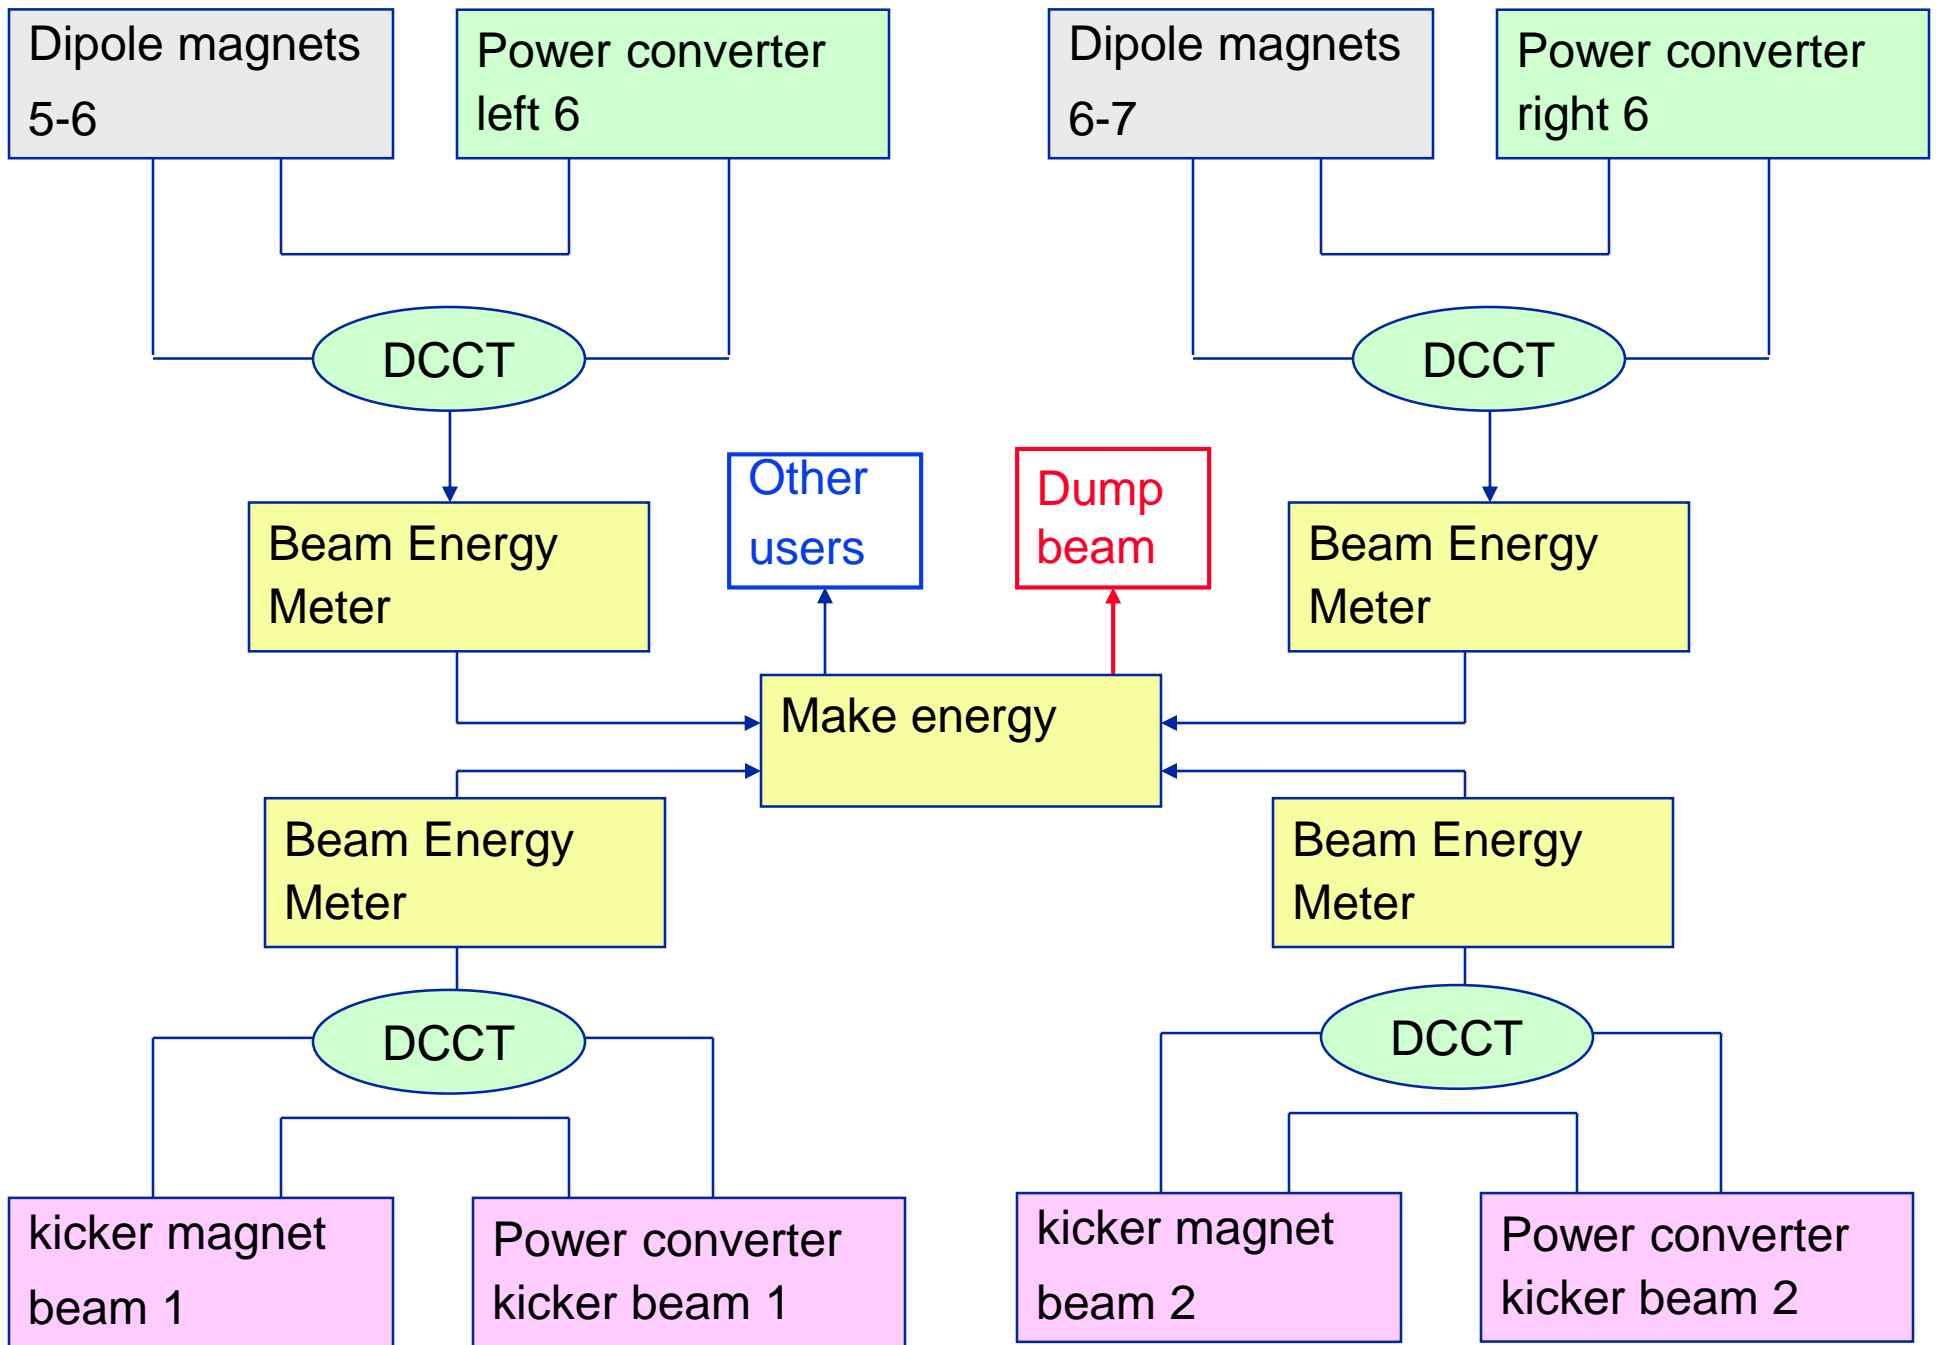 Dipole magnets
5-6
Power converter
left 6
Dipole magnets
6-7
Power converter
right 6
DCCT
DCCT
Other
users
Dump
beam
Beam Energy
Meter
Beam Energy
Meter
Make energy
Beam Energy
Meter
Beam Energy
Meter
DCCT
DCCT
kicker magnet
beam 1
Power converter
kicker beam 1
kicker magnet
beam 2
Power converter
kicker beam 2